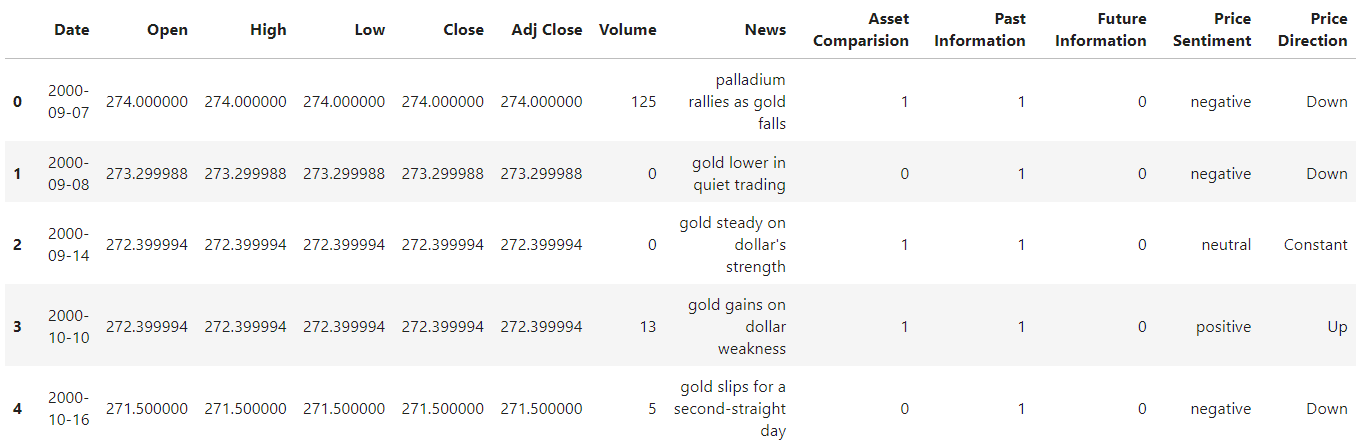 Date Open High Low Close Adj Close Volume News Asset Comparision Past Information Future Information Price Sentiment Price Direction
0 2000-09-07 274.000000 274.000000 274.000000 274.000000 274.000000 125 palladium rallies as gold falls 1 1 0 negative Down
1 2000-09-08 273.299988 273.299988 273.299988 273.299988 273.299988 0 gold lower in quiet trading 0 1 0 negative Down
2 2000-09-14 272.399994 272.399994 272.399994 272.399994 272.399994 0 gold steady on dollar's strength 1 1 0 neutral Constant
3 2000-10-10 272.399994 272.399994 272.399994 272.399994 272.399994 13 gold gains on dollar weakness 1 1 0 positive Up
4 2000-10-16 271.500000 271.500000 271.500000 271.500000 271.500000 5 gold slips for a second-straight day 0 1 0 negative Down